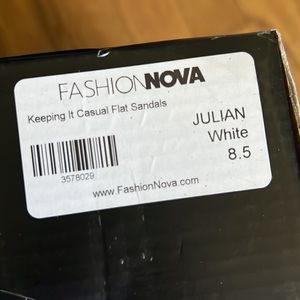 FASHIONNOVA
Keeping It Casual Flat Sandals
JULIAN
White
8.5
3578029
www.FashionNova.com